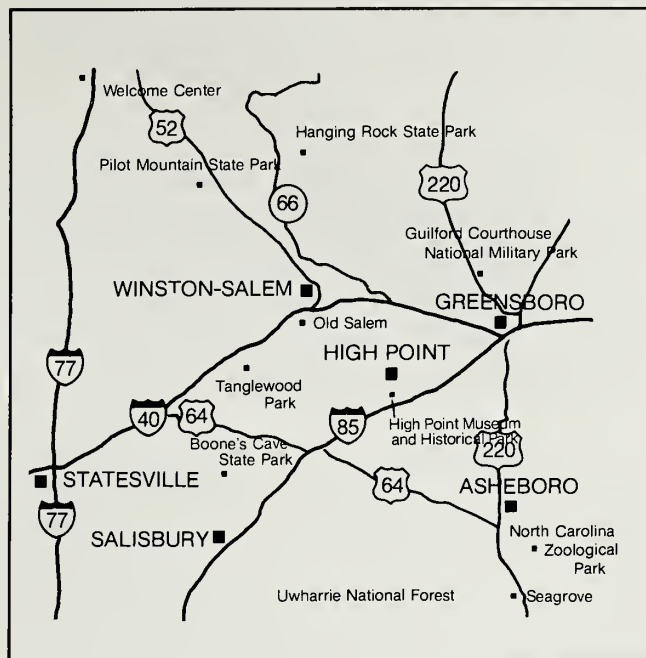 Welcome Center
52
Hanging Rock State Park
Pilot Mountain State Park
220
66
Guilford Courthouse
National Military Park
WINSTON-SALEM
GREENSBORO
Old Salem
HIGH POINT
77
Tanglewood
Park
40
64
85
High Point Museum
and Historical Park
Boone's Cave
State Park
220
STATESVILLE
64
ASHEBORO
77
SALISBURY
North Carolina
Zoological
Park
Uwharrie National Forest
Seagrove